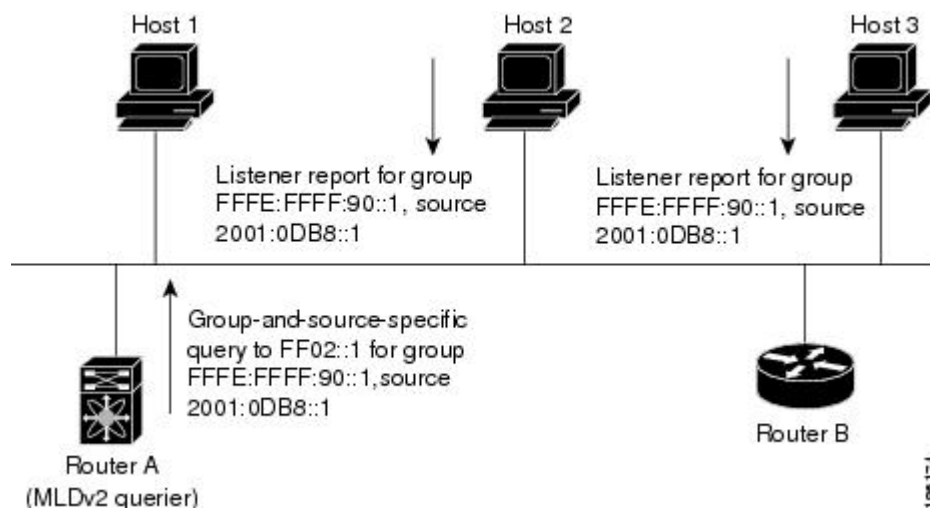 Host 1
Host 2
Host 3
Listener report for group
FFFE:FFFF:90::1, source
2001:0DB8::1
Listener report for group
FFFE:FFFF:90::1, source
2001:0DB8::1
Group-and-source-specific
query to FF02::1 for group
FFFE:FFFF:90::1,source
2001:0DB8::1
Router A
(MLDv2 querier)
Router B